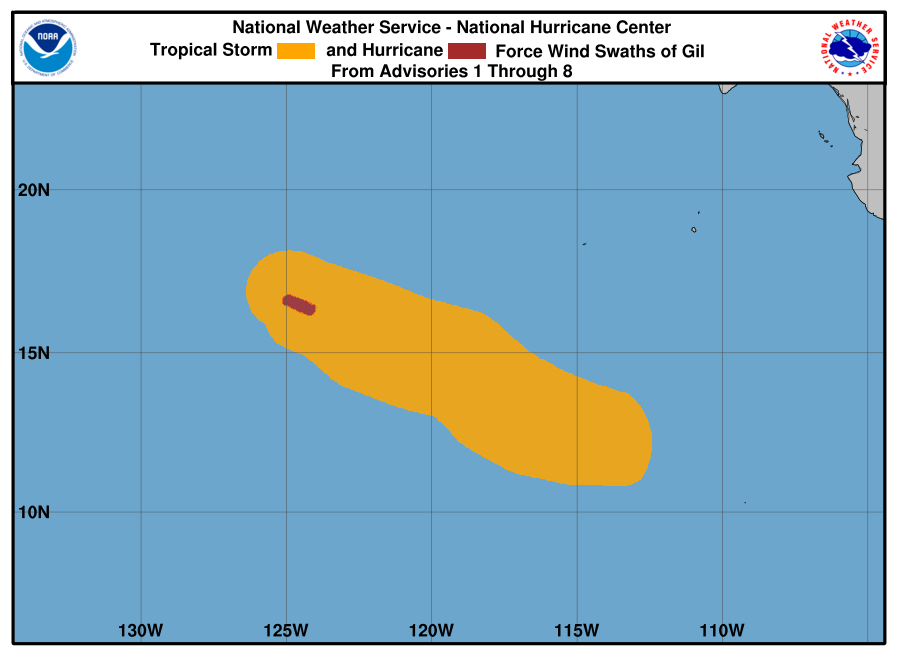 National Weather Service - National Hurricane Center
Tropical Storm and Hurricane Force Wind Swaths of Gil
From Advisories 1 Through 8
NOAA
NATIONAL WEATHER SERVICE
20N
15N
10N
130W 125W 120W 115W 110W